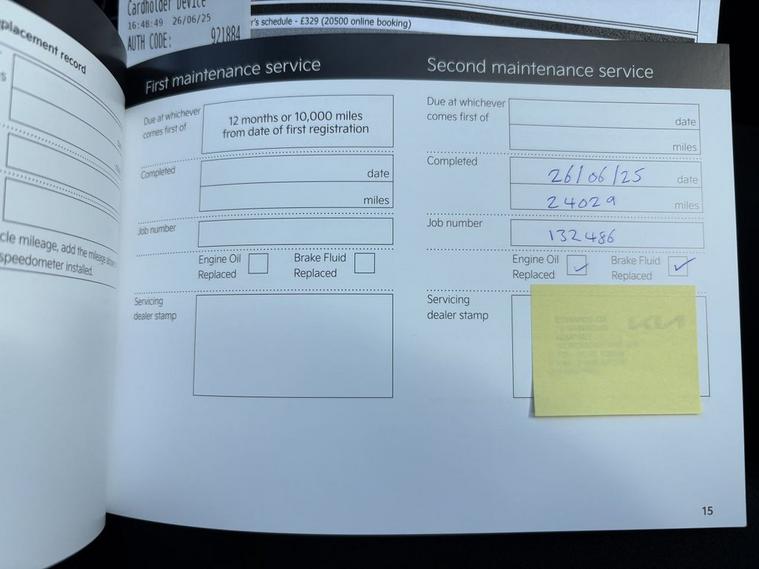 Cardholder Device
16:48:49 26/06/25
AUTH CODE: 921884
r's schedule - £329 (20500 online booking)
placement record
cle mileage, add the mileage
speedometer installed.
First maintenance service
Due at whichever
comes first of
12 months or 10,000 miles
from date of first registration
Completed
date
miles
Job number
Engine Oil
Replaced
Brake Fluid
Replaced
Servicing
dealer stamp
Second maintenance service
Due at whichever
comes first of
date
miles
Completed
26/06/25 date
24029 miles
Job number
132486
Engine Oil
Replaced
Brake Fluid
Replaced
Servicing
dealer stamp
KIA
15